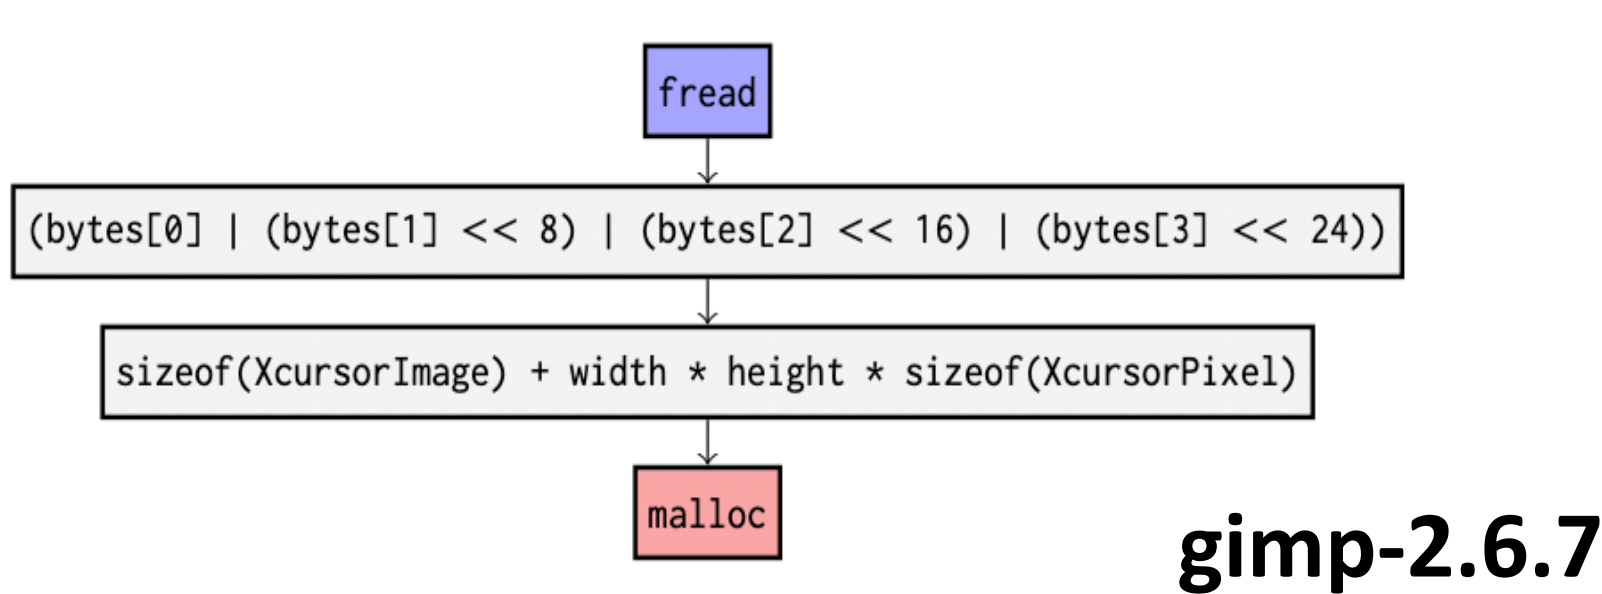 fread
(bytes[0] | (bytes[1] << 8) | (bytes[2] << 16) | (bytes[3] << 24))
sizeof(XcursorImage) + width * height * sizeof(XcursorPixel)
malloc
gimp-2.6.7